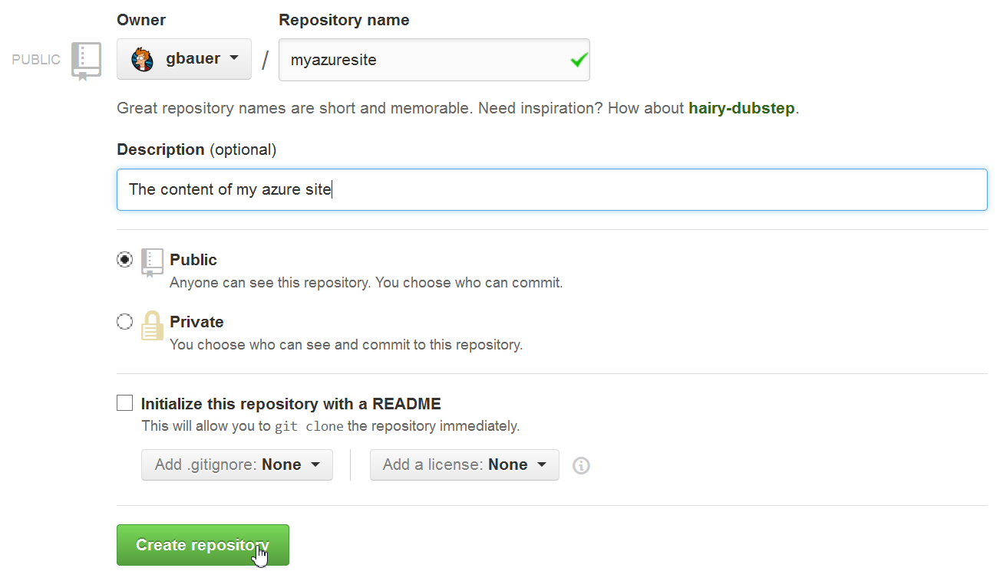 Owner Repository name
PUBLIC gbauer / myazuresite
Great repository names are short and memorable. Need inspiration? How about hairy-dubstep.
Description (optional)
The content of my azure site
Public
Anyone can see this repository. You choose who can commit.
Private
You choose who can see and commit to this repository.
Initialize this repository with a README
This will allow you to git clone the repository immediately.
Add .gitignore: None Add a license: None
Create repository